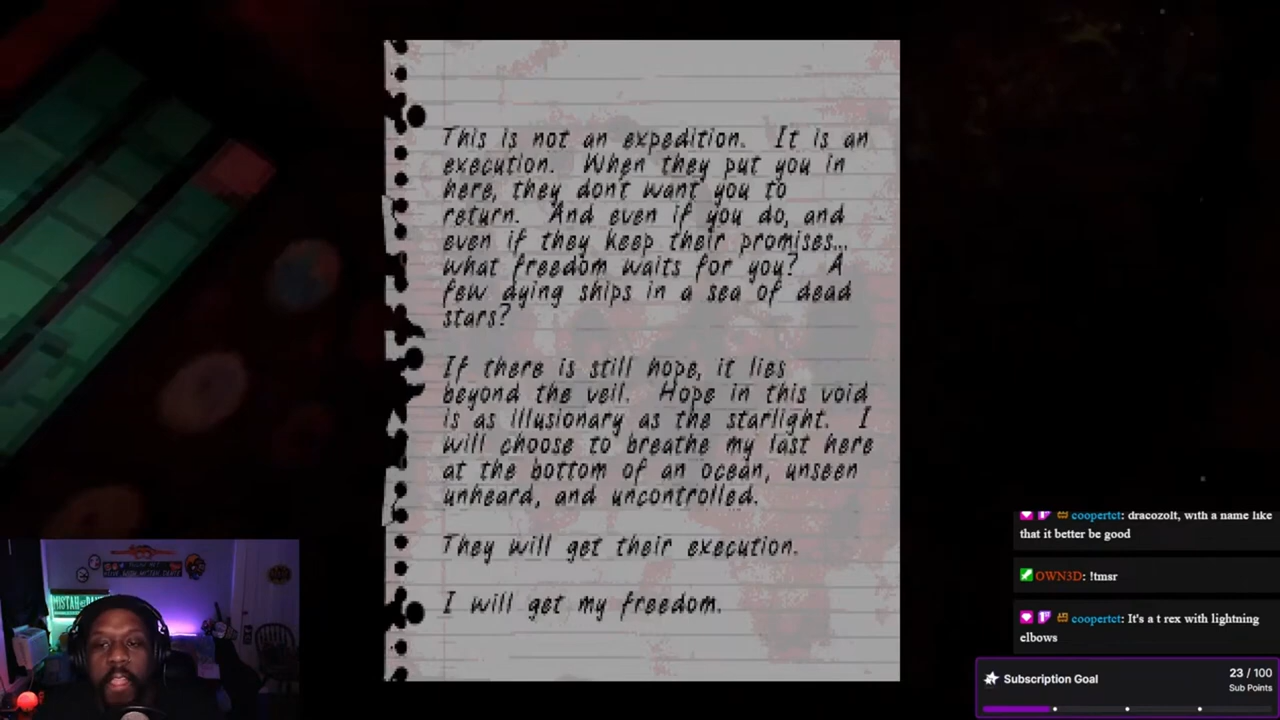 This is not an expedition. It is an
execution. When they put you in
here, they don't want you to
return. And even if you do, and
even if they keep their promises...
what freedom waits for you? A
few dying ships in a sea of dead
stars?
If there is still hope, it lies
beyond the veil. Hope in this void
is as illusionary as the starlight. I
will choose to breathe my last here
at the bottom of an ocean, unseen
unheard, and uncontrolled.
They will get their execution.
I will get my freedom.
coopertct: dracozolt, with a name like
that it better be good
OWN3D: !tmsr
coopertct: It's a t rex with lightning
elbows
Subscription Goal
23 / 100
Sub Points